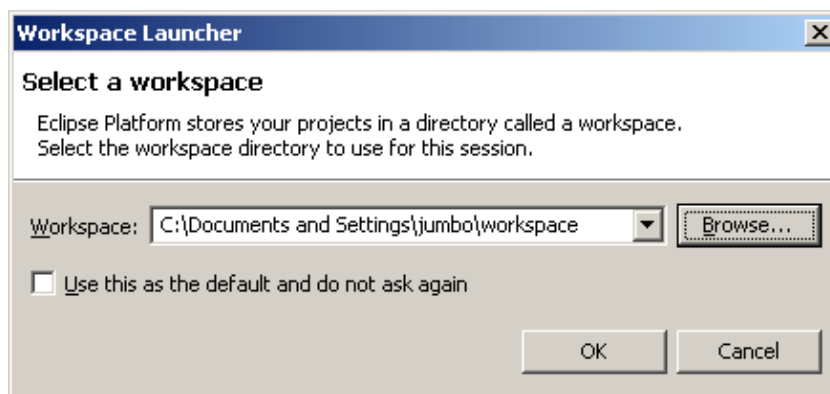 Workspace Launcher
Select a workspace
Eclipse Platform stores your projects in a directory called a workspace.
Select the workspace directory to use for this session.
Workspace: C:\Documents and Settings\jumbo\workspace Browse...
Use this as the default and do not ask again
OK Cancel